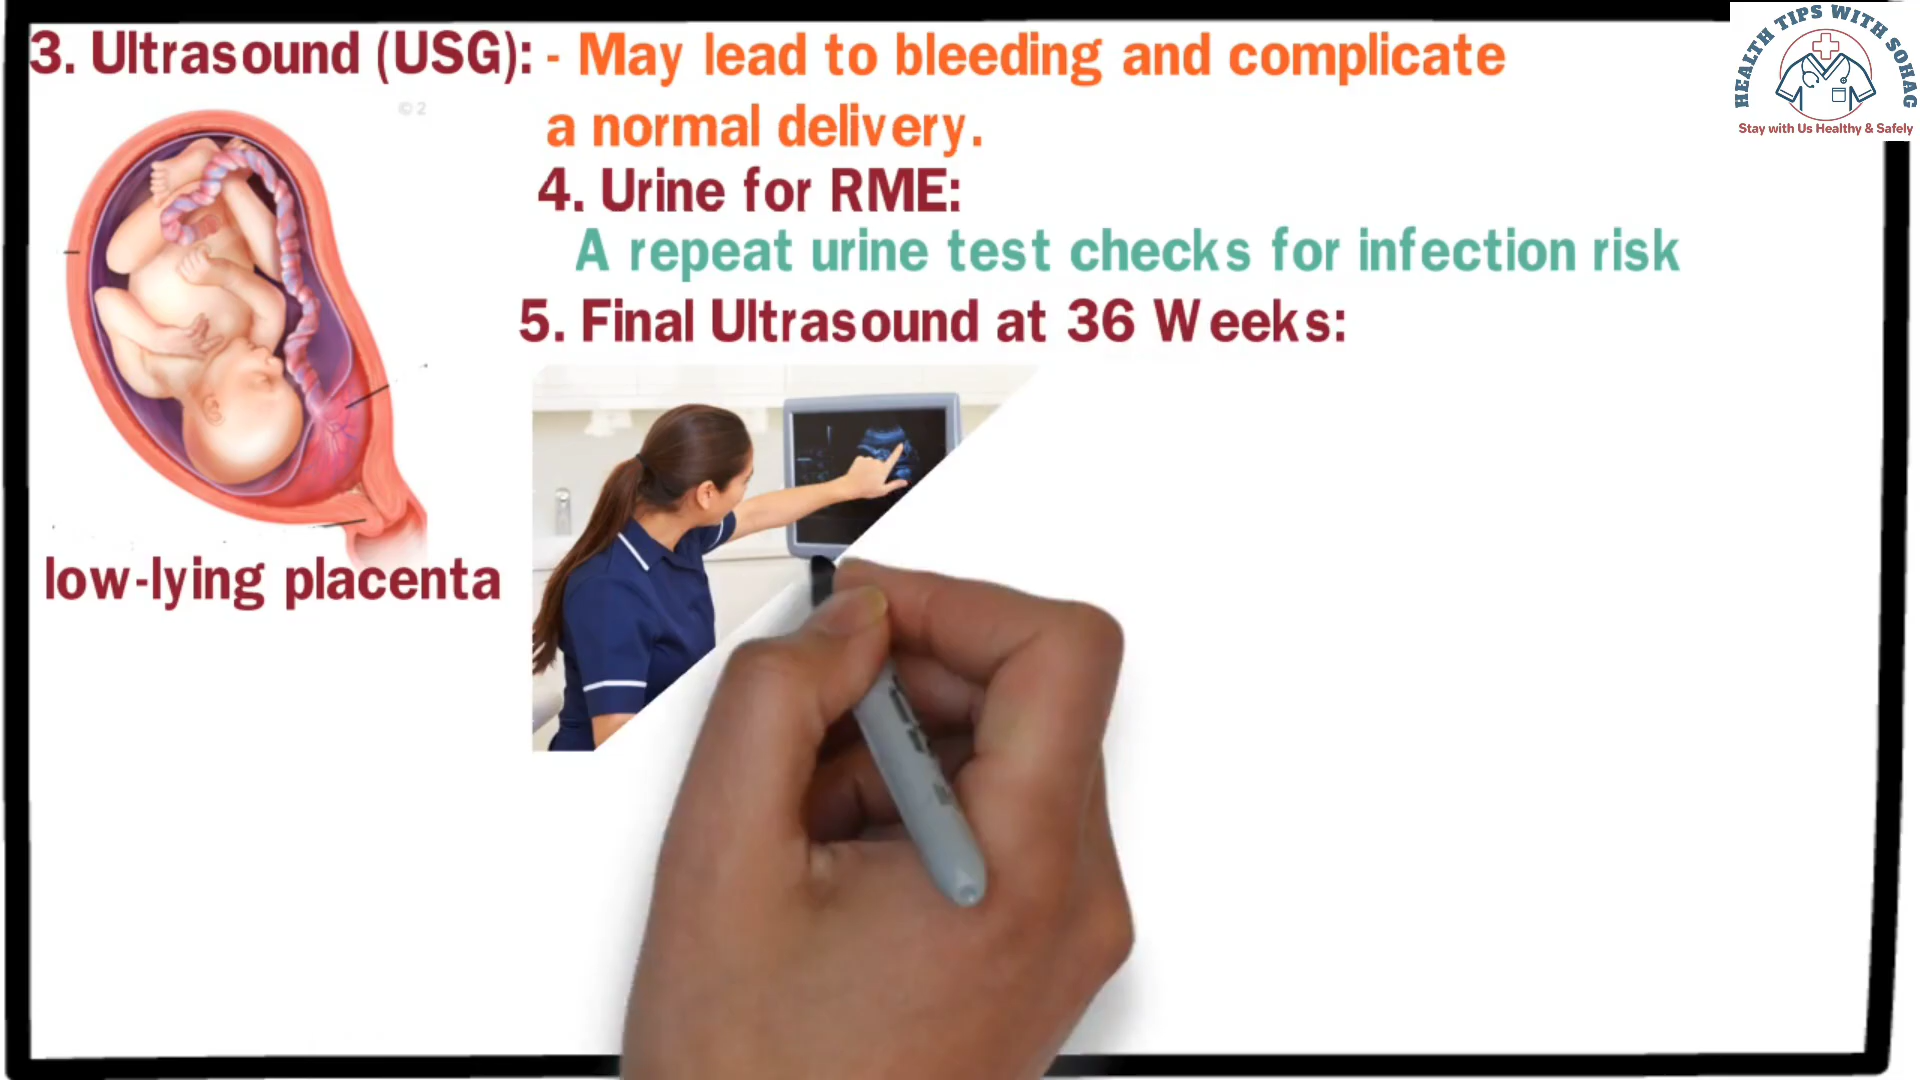 3. Ultrasound (USG): - May lead to bleeding and complicate
a normal delivery.
© 2
4. Urine for RME:
A repeat urine test checks for infection risk
5. Final Ultrasound at 36 Weeks:
low-lying placenta
HEALTH TIPS WITH SOHAG
Stay with Us Healthy & Safely